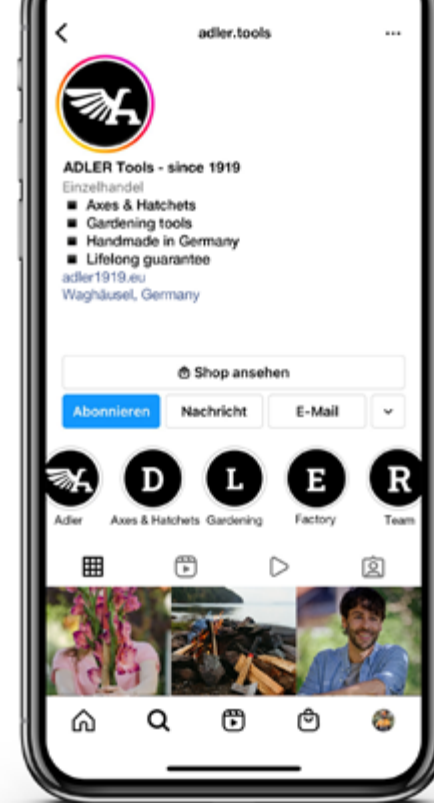 adler.tools
ADLER Tools - since 1919
Einzelhandel
Axes & Hatchets
Gardening tools
Handmade in Germany
Lifelong guarantee
adler1919.eu
Waghäusel, Germany
Shop ansehen
Abonnieren Nachricht E-Mail
A D L E R
Adler Axes & Hatchets Gardening Factory Team